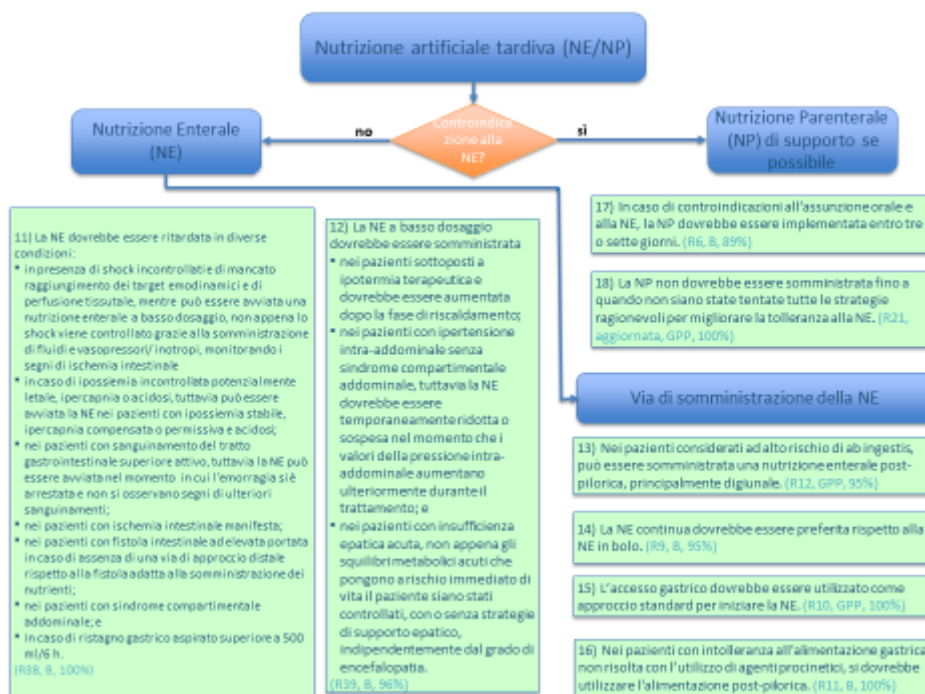 Nutrizione artificiale tardiva (NE/NP)
Nutrizione Enterale
(NE)
no
Controindica
zione alla
NE?
sì
Nutrizione Parenterale
(NP) di supporto se
possibile
11) La NE dovrebbe essere ritardata in diverse
condizioni:
• in presenza di shock incontrollati e di mancato
raggiungimento dei target emodinamici e di
perfusione tissutale, mentre può essere avviata una
nutrizione enterale a basso dosaggio, non appena lo
shock viene controllato grazie alla somministrazione
di fluidi e vasopressori/ inotropi, monitorando i
segni di ischemia intestinale
• in caso di ipossiemia incontrollata potenzialmente
letale, ipercapnia o acidosi, tuttavia può essere
avviata la NE nei pazienti con ipossiemia stabile,
ipercapnia compensata o permissiva e acidosi;
• nei pazienti con sanguinamento del tratto
gastrointestinale superiore attivo, tuttavia la NE può
essere avviata nel momento in cui l'emorragia si è
arrestata e non si osservano segni di ulteriori
sanguinamenti;
• nei pazienti con ischemia intestinale manifesta;
• nei pazienti con fistola intestinale ad elevata portata
in caso di assenza di una via di approccio distale
rispetto alla fistola adatta alla somministrazione dei
nutrienti;
• nei pazienti con sindrome compartimentale
addominale; e
• in caso di ristagno gastrico aspirato superiore a 500
ml/6 h.
(R38, B, 100%)
12) La NE a basso dosaggio
dovrebbe essere somministrata
• nei pazienti sottoposti a
ipotermia terapeutica e
dovrebbe essere aumentata
dopo la fase di riscaldamento;
• nei pazienti con ipertensione
intra-addominale senza
sindrome compartimentale
addominale, tuttavia la NE
dovrebbe essere
temporaneamente ridotta o
sospesa nel momento che i
valori della pressione intra-
addominale aumentano
ulteriormente durante il
trattamento; e
• nei pazienti con insufficienza
epatica acuta, non appena gli
squilibri metabolici acuti che
pongono a rischio immediato di
vita il paziente siano stati
controllati, con o senza strategie
di supporto epatico,
indipendentemente dal grado di
encefalopatia.
(R39, B, 96%)
17) In caso di controindicazioni all'assunzione orale e
alla NE, la NP dovrebbe essere implementata entro tre
o sette giorni. (R6, B, 89%)
18) La NP non dovrebbe essere somministrata fino a
quando non siano state tentate tutte le strategie
ragionevoli per migliorare la tolleranza alla NE. (R21,
aggiornata, GPP, 100%)
Via di somministrazione della NE
13) Nei pazienti considerati ad alto rischio di ab ingestis,
può essere somministrata una nutrizione enterale post-
pilorica, principalmente digiunale. (R12, GPP, 95%)
14) La NE continua dovrebbe essere preferita rispetto alla
NE in bolo. (R9, B, 95%)
15) L'accesso gastrico dovrebbe essere utilizzato come
approccio standard per iniziare la NE. (R10, GPP, 100%)
16) Nei pazienti con intolleranza all'alimentazione gastrica
non risolta con l'utilizzo di agenti procinetici, si dovrebbe
utilizzare l'alimentazione post-pilorica. (R11, B, 100%)